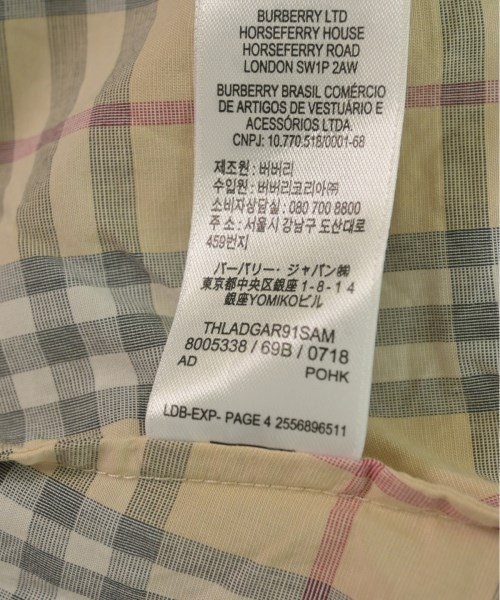 BURBERRY LTD
HORSEFERRY HOUSE
HORSEFERRY ROAD
LONDON SW1P 2AW
BURBERRY BRASIL COMÉRCIO
DE ARTIGOS DE VESTUÁRIO E
ACESSÓRIOS LTDA.
CNPJ: 10.770.518/0001-68
제조원 : 버버리
수입원 : 버버리코리아㈜
소비자상담실 : 080 700 8800
주 소 : 서울시 강남구 도산대로
459번지
バーバリー・ジャパン㈱
東京都中央区銀座1-8-14
銀座YOMIKOビル
THLADGAR91SAM
8005338 / 69B / 0718
AD POHK
LDB-EXP- PAGE 4 2556896511